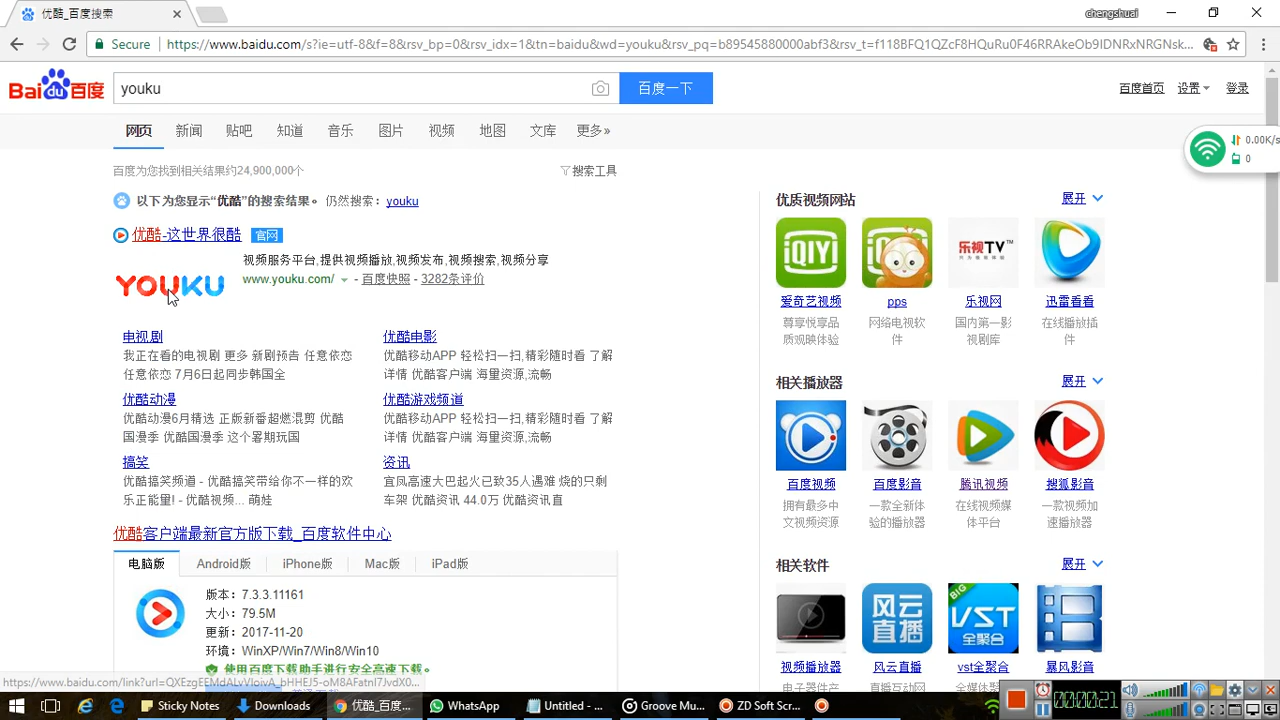 优酷_百度搜索
chengshuai
Secure
https://www.baidu.com/s?ie=utf-8&f=8&rsv_bp=0&rsv_idx=1&tn=baidu&wd=youku&rsv_pq=b89545880000abf3&rsv_t=f118BFQ1QZcF8HQuRu0F46RRAkeOb9IDNRxNRGNsk...
Bai du 百度
youku
百度一下
百度首页 设置 登录
网页 新闻 贴吧 知道 音乐 图片 视频 地图 文库 更多»
0.00K/s
0
百度为您找到相关结果约24,900,000个
搜索工具
以下为您显示“优酷”的搜索结果。 仍然搜索: youku
优酷-这世界很酷 官网
视频服务平台,提供视频播放,视频发布,视频搜索,视频分享
YOUKU
www.youku.com/ - 百度快照 - 3282条评价
电视剧
我正在看的电视剧 更多 新剧预告 任意依恋
任意依恋 7月6日起同步韩国全
优酷电影
优酷移动APP 轻松扫一扫,精彩随时看 了解
详情 优酷客户端 海量资源,流畅
优酷动漫
优酷动漫6月精选 正版新番超燃混剪 优酷
国漫季 优酷国漫季 这个暑期玩国
优酷游戏频道
优酷移动APP 轻松扫一扫,精彩随时看 了解
详情 优酷客户端 海量资源,流畅
搞笑
优酷搞笑频道 - 优酷搞笑带给你不一样的欢
乐正能量! - 优酷视频... 萌娃
资讯
宜凤高速大巴起火已致35人遇难 烧的只剩
车架 优酷资讯 44.0万 优酷资讯直
优酷客户端最新官方版下载_百度软件中心
电脑版 Android版 iPhone版 Mac版 iPad版
版本：7.3.3.11161
大小：79.5M
更新：2017-11-20
环境：WinXP/Win7/Win8/Win10
使用百度下载助手进行安全高速下载。
优质视频网站 展开
iQIYI
乐视TV
爱奇艺视频 pps 乐视网 迅雷看看
尊享悦享品 网络电视软 国内第一影 在线播放插
质观映体验 件 视剧库 件
相关播放器 展开
百度视频 百度影音 腾讯视频 搜狐影音
拥有最多中 一款全新体 在线视频媒 一款视频加
文视频资源 验的播放器 体平台 速播放器
相关软件 展开
风云
直播
BIG
VST
全聚合
视频播放器 风云直播 vst全聚合 暴风影音
电子器件产 直播互动网 全媒体聚
Sticky Notes
Downloads
优酷_百度...
WhatsApp
Untitled - ...
Groove Mu...
ZD Soft Scr...
00:00:21